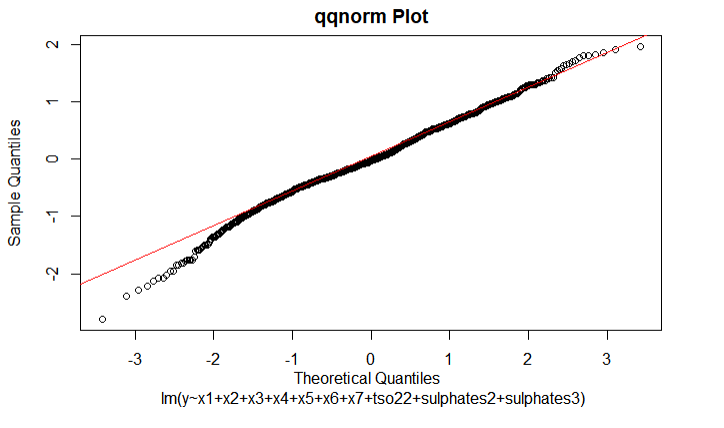 qqnorm Plot
Sample Quantiles
2
1
0
-1
-2
-3 -2 -1 0 1 2 3
Theoretical Quantiles
lm(y~x1+x2+x3+x4+x5+x6+x7+tso22+sulphates2+sulphates3)